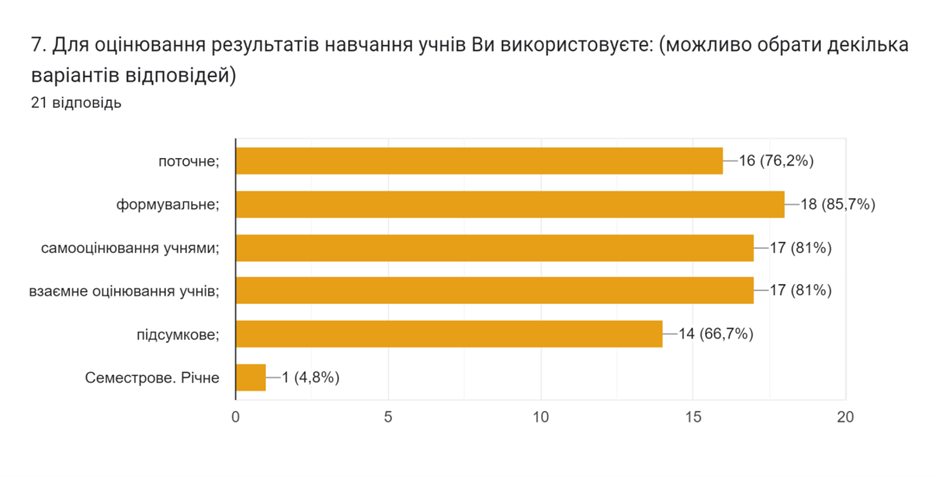 7. Для оцінювання результатів навчання учнів Ви використовуєте: (можливо обрати декілька
варіантів відповідей)
21 відповідь
поточне; 16 (76,2%)
формувальне; 18 (85,7%)
самооцінювання учнями; 17 (81%)
взаємне оцінювання учнів; 17 (81%)
підсумкове; 14 (66,7%)
Семестрове. Річне 1 (4,8%)
0 5 10 15 20